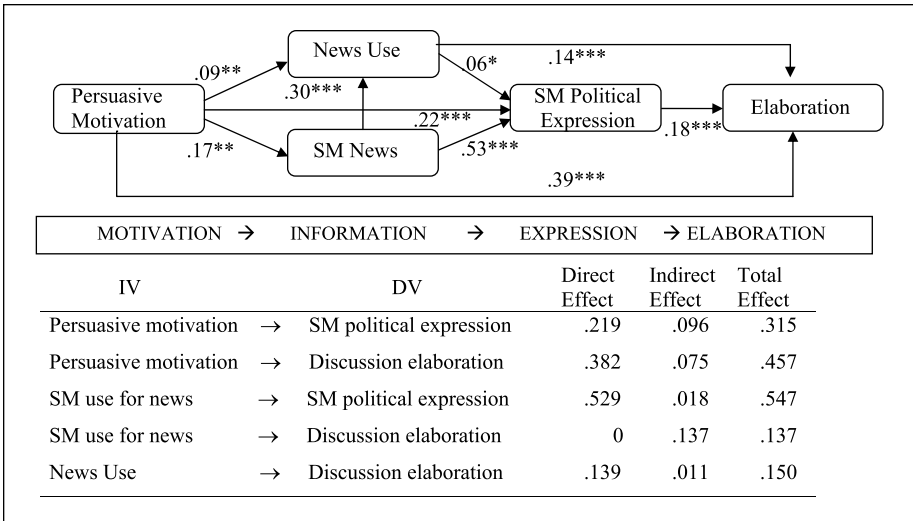 News Use
.14***
.09**
.06*
.30***
Persuasive
Motivation
SM Political
Expression
Elaboration
.22***
.18***
SM News
.17**
.53***
.39***
MOTIVATION → INFORMATION → EXPRESSION → ELABORATION
IV DV Direct Effect Indirect Effect Total Effect
Persuasive motivation → SM political expression .219 .096 .315
Persuasive motivation → Discussion elaboration .382 .075 .457
SM use for news → SM political expression .529 .018 .547
SM use for news → Discussion elaboration 0 .137 .137
News Use → Discussion elaboration .139 .011 .150